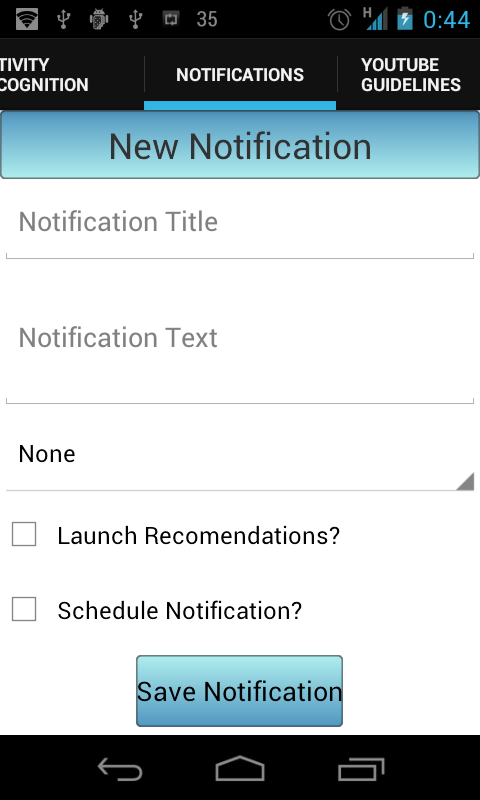 35
H
0:44
TIVITY
COGNITION
NOTIFICATIONS
YOUTUBE
GUIDELINES
New Notification
Notification Title
Notification Text
None
Launch Recomendations?
Schedule Notification?
Save Notification